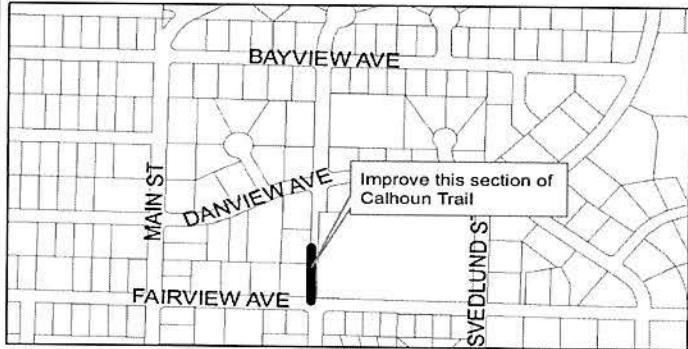 BAYVIEW AVE
MAIN ST
DANVIEW AVE
Improve this section of
Calhoun Trail
SVEDLUND ST
FAIRVIEW AVE